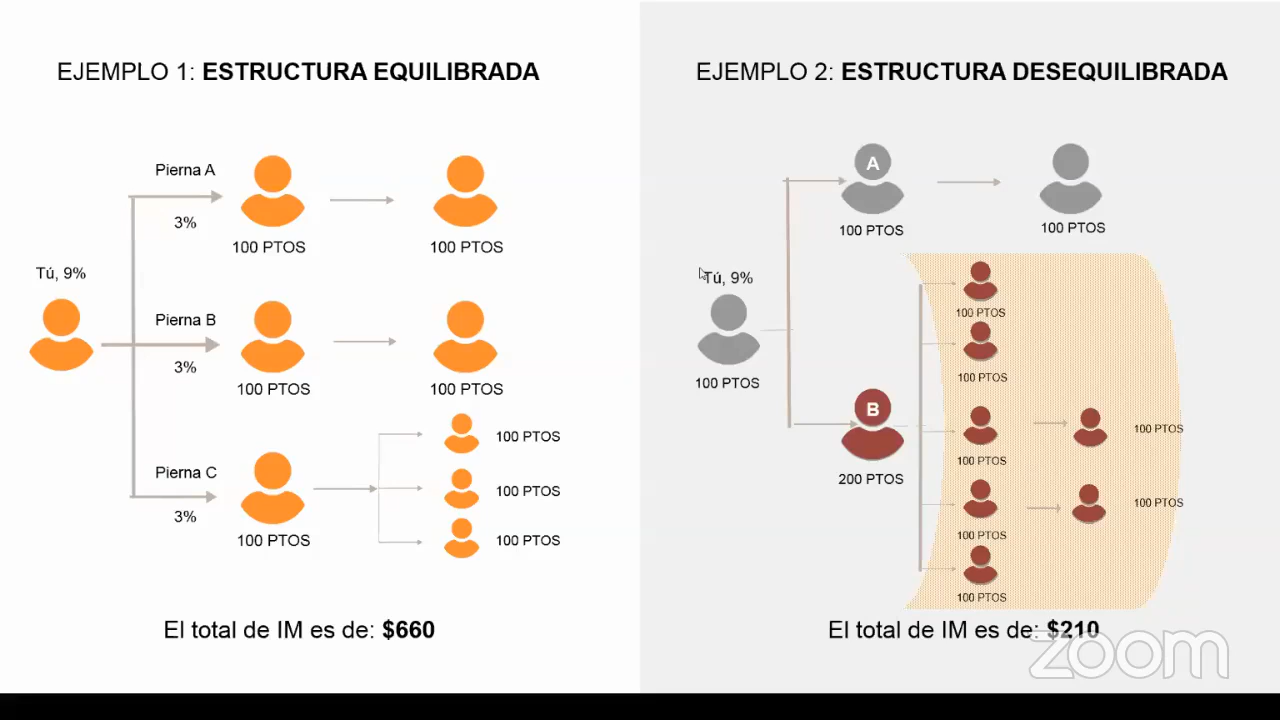 EJEMPLO 1: ESTRUCTURA EQUILIBRADA
Pierna A
3%
100 PTOS
100 PTOS
Tú, 9%
Pierna B
3%
100 PTOS
100 PTOS
Pierna C
3%
100 PTOS
100 PTOS
100 PTOS
100 PTOS
El total de IM es de: $660
EJEMPLO 2: ESTRUCTURA DESEQUILIBRADA
A
100 PTOS
100 PTOS
Tú, 9%
100 PTOS
B
200 PTOS
100 PTOS
100 PTOS
100 PTOS
100 PTOS
100 PTOS
100 PTOS
100 PTOS
El total de IM es de: $210
zoom